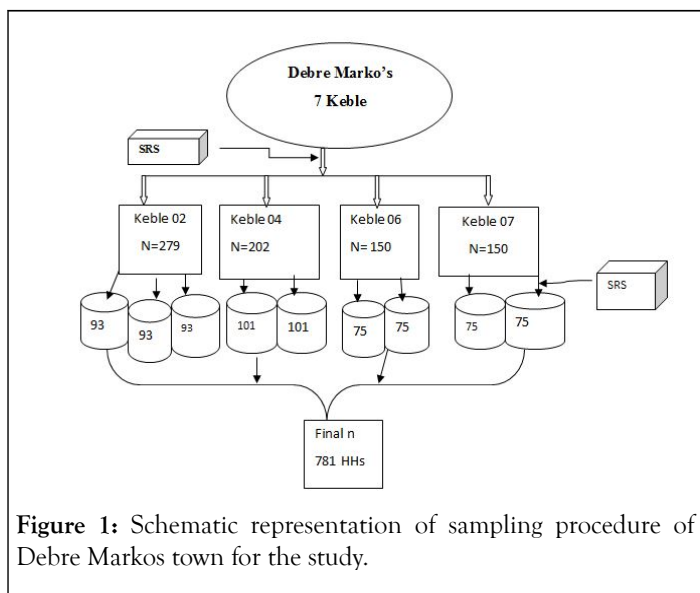 Debre Marko's
7 Keble
SRS
Keble 02
N=279
Keble 04
N=202
Keble 06
N= 150
Keble 07
N=150
SRS
93
93
93
101
101
75
75
75
75
Final n
781 HHs
Figure 1: Schematic representation of sampling procedure of
Debre Markos town for the study.